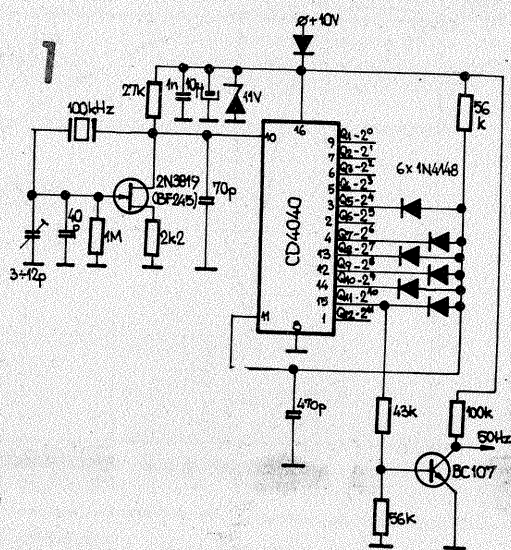 1
+10V
27k
1n
10μ
11V
56
k
100kHz
10
16
9
Q1-2⁰
7
Q2-2¹
6
Q3-2²
5
Q4-2³
3
Q5-2⁴
2
Q6-2⁵
4
Q7-2⁶
13
Q8-2⁷
12
Q9-2⁸
14
Q10-2⁹
15
Q11-2¹⁰
1
Q12-2¹¹
6x 1N4148
2N3819
(BF245)
70p
CD4040
40
p
1M
2k2
3÷12p
11
8
470p
43k
100k
50Hz
BC107
56k